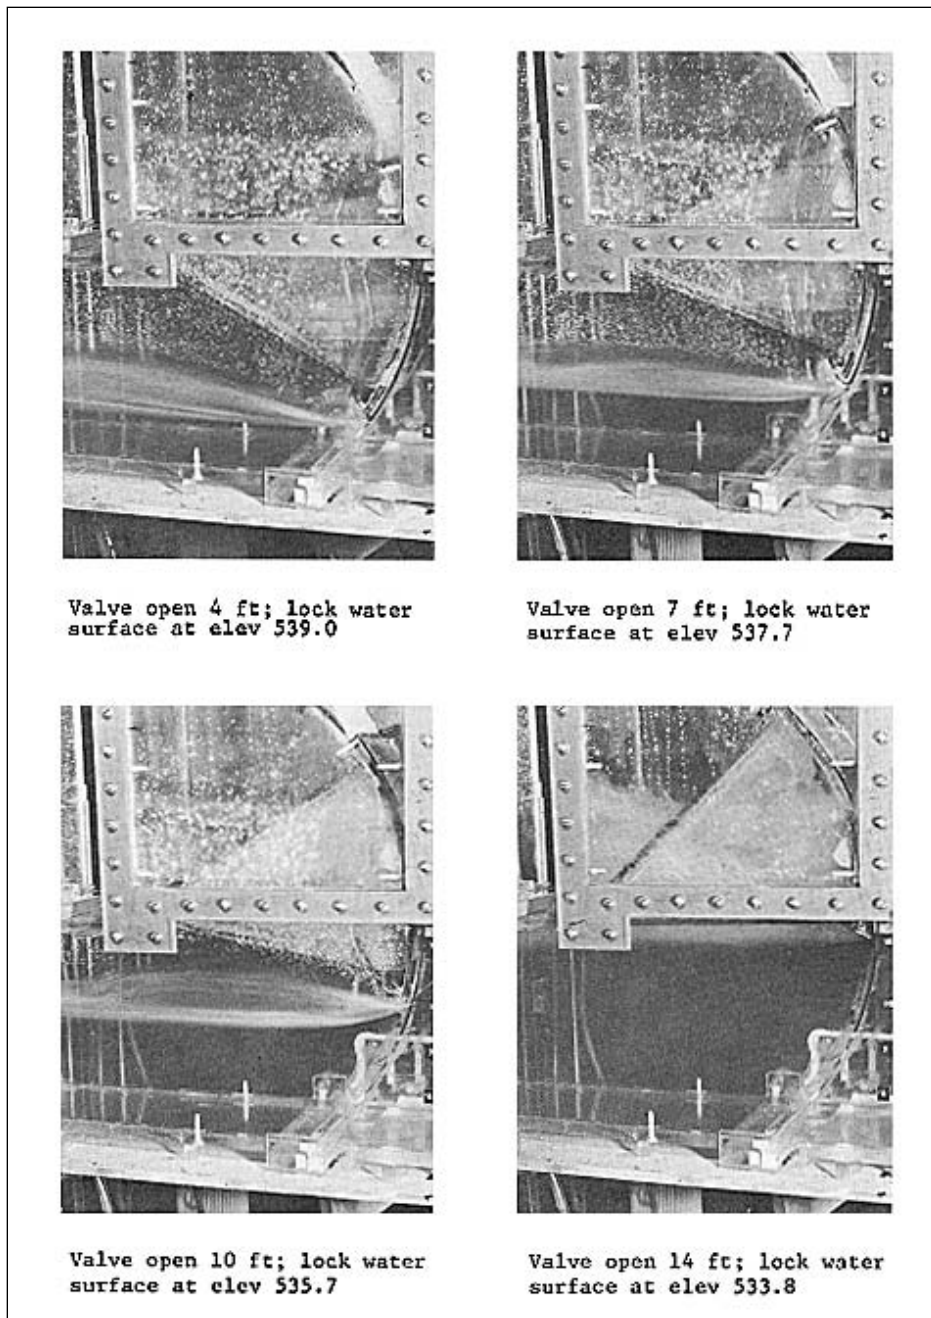 Valve open 4 ft; lock water
surface at elev 539.0
Valve open 7 ft; lock water
surface at elev 537.7
Valve open 10 ft; lock water
surface at elev 535.7
Valve open 14 ft; lock water
surface at elev 533.8